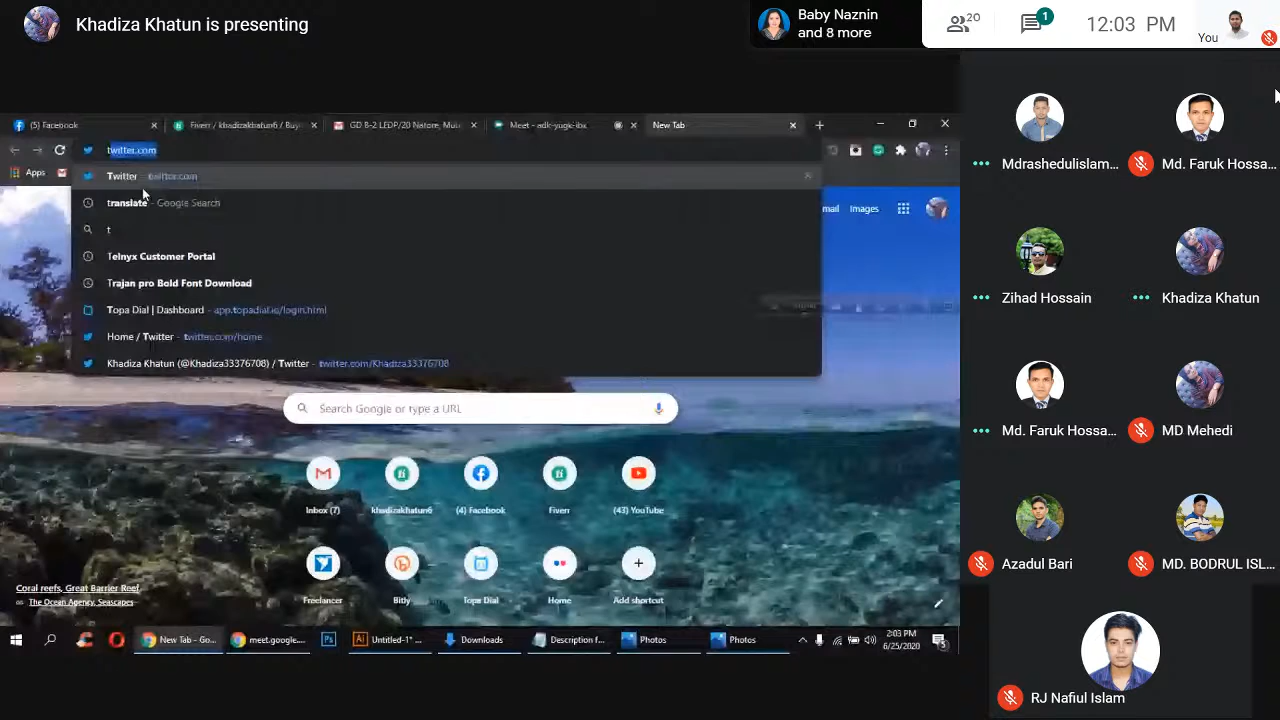 Khadiza Khatun is presenting
Baby Naznin
and 8 more
20
1
12:03 PM
You
(5) Facebook
Fiverr / khadizakhatun6 / Buyi
GD B-2 LEDP/20 Natore, Mul
New Tab
twitter.com
Apps
Twitter - twitter.com
translate - Google Search
t
Telnyx Customer Portal
Trajan pro Bold Font Download
Topa Dial | Dashboard - app.topadial.io/login.html
Home / Twitter - twitter.com/home
Khadiza Khatun (@Khadiza33376708) / Twitter - twitter.com/Khadiza33376708
mail
Images
Search Google or type a URL
Inbox (7)
khadizakhatun6
(4) Facebook
Fiverr
(43) YouTube
Freelancer
Bitly
Topa Dial
Home
Add shortcut
Coral reefs, Great Barrier Reef,
The Ocean Agency, Seascapes
New Tab - Go...
meet.google....
Untitled-1* ...
Downloads
Description f...
Photos
Photos
2:03 PM
6/25/2020
Mdrashedulislam...
Md. Faruk Hossa...
Zihad Hossain
Khadiza Khatun
Md. Faruk Hossa...
MD Mehedi
Azadul Bari
MD. BODRUL ISL...
RJ Nafiul Islam